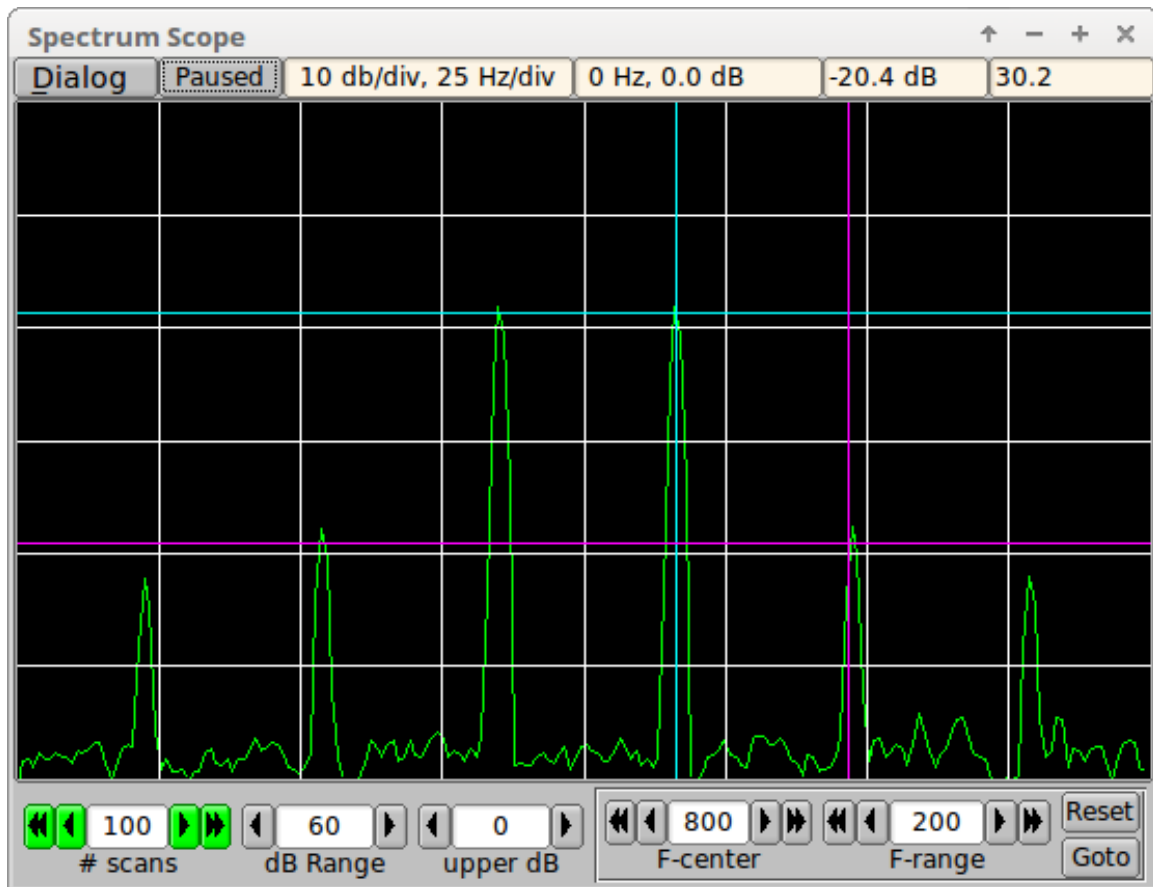 Spectrum Scope
Dialog Paused 10 db/div, 25 Hz/div 0 Hz, 0.0 dB -20.4 dB 30.2
100 60 0 800 200 Reset
# scans dB Range upper dB F-center F-range Goto